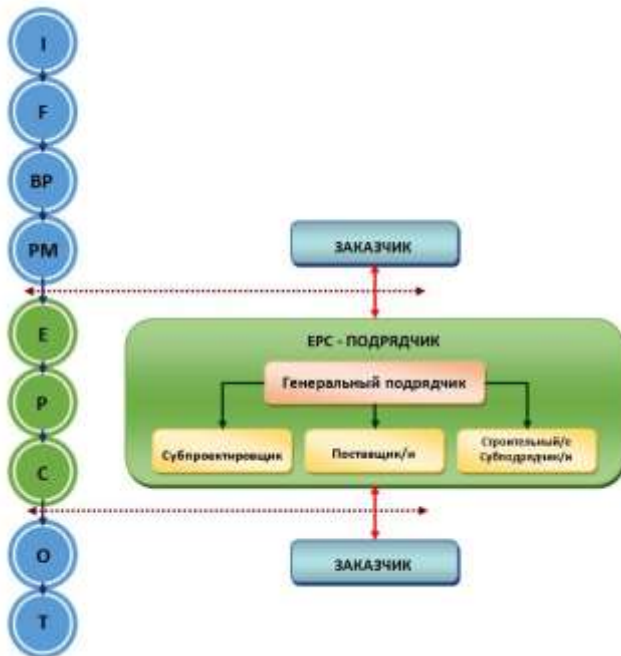 I
F
BP
PM
E
P
C
O
T
ЗАКАЗЧИК
EPC - ПОДРЯДЧИК
Генеральный подрядчик
Субпроектировщик
Поставщик/и
Строительный/е
Субподрядчик/и
ЗАКАЗЧИК